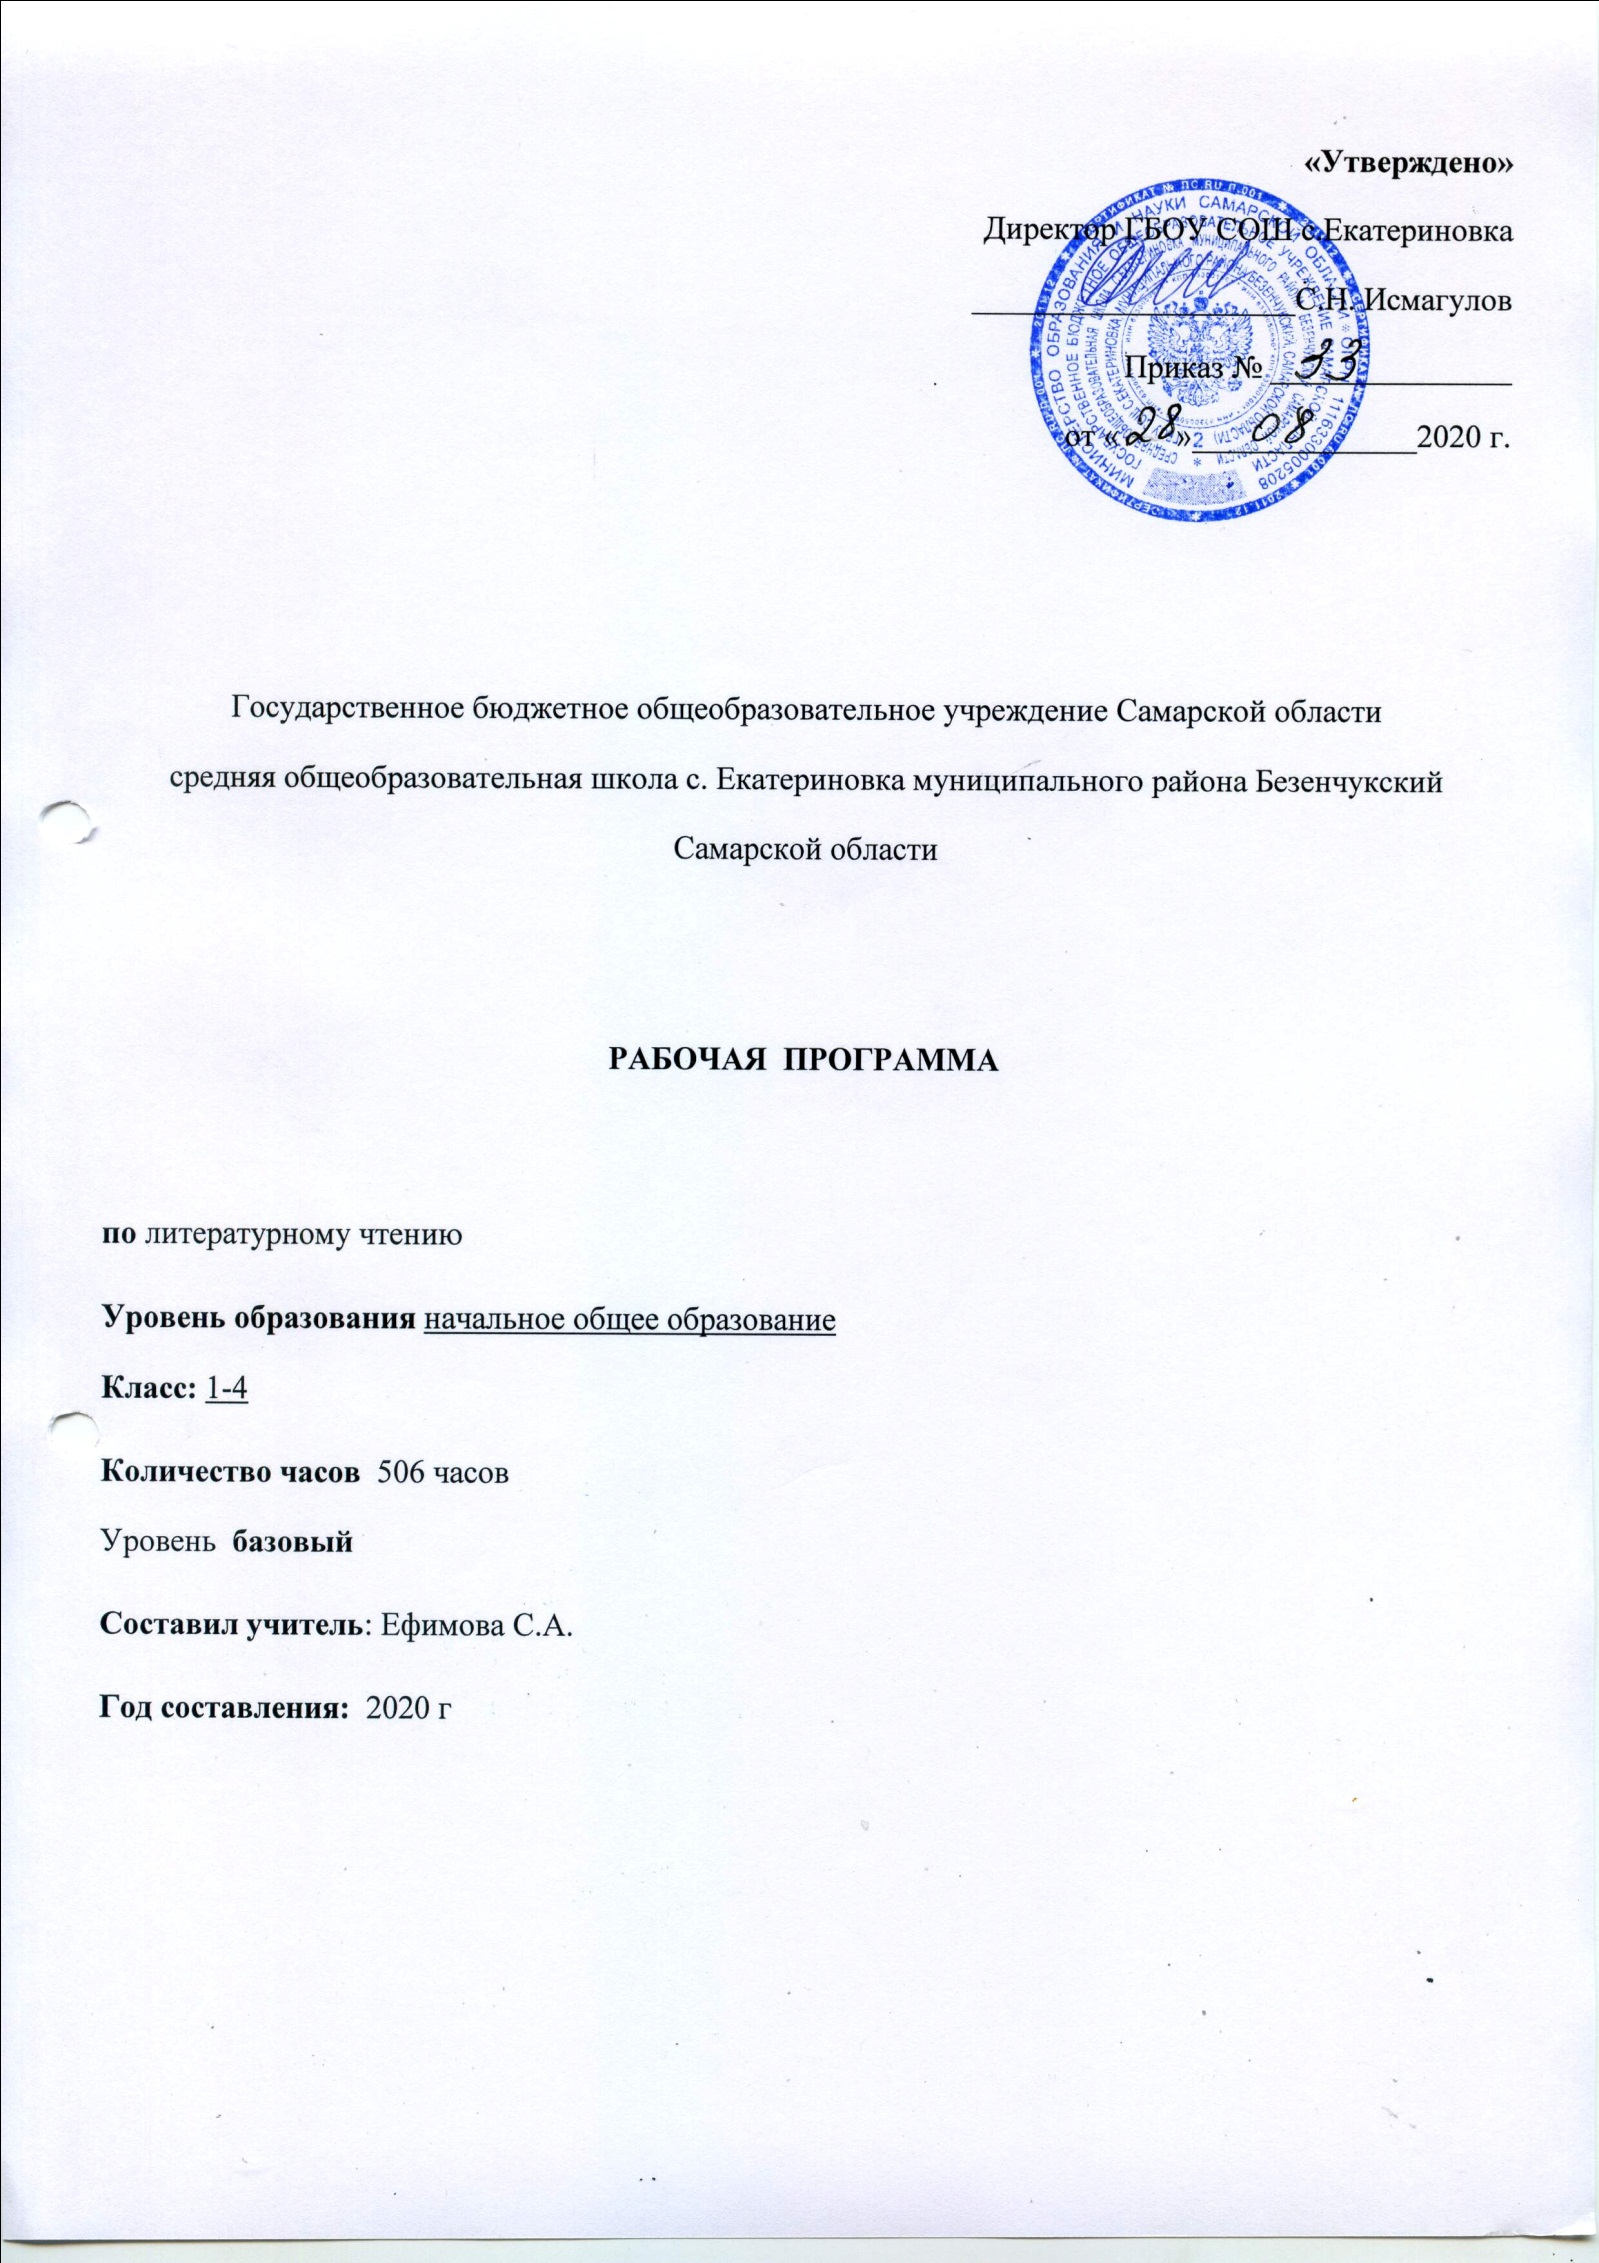 «Утверждено»
Директор ГБОУ СОШ с.Екатериновка
С.Н. Исмагулов
Приказ № 33
от «28» 08 2020 г.
Государственное бюджетное общеобразовательное учреждение Самарской области
средняя общеобразовательная школа с. Екатериновка муниципального района Безенчукский
Самарской области
РАБОЧАЯ ПРОГРАММА
по литературному чтению
Уровень образования начальное общее образование
Класс: 1-4
Количество часов 506 часов
Уровень базовый
Составил учитель: Ефимова С.А.
Год составления: 2020 г